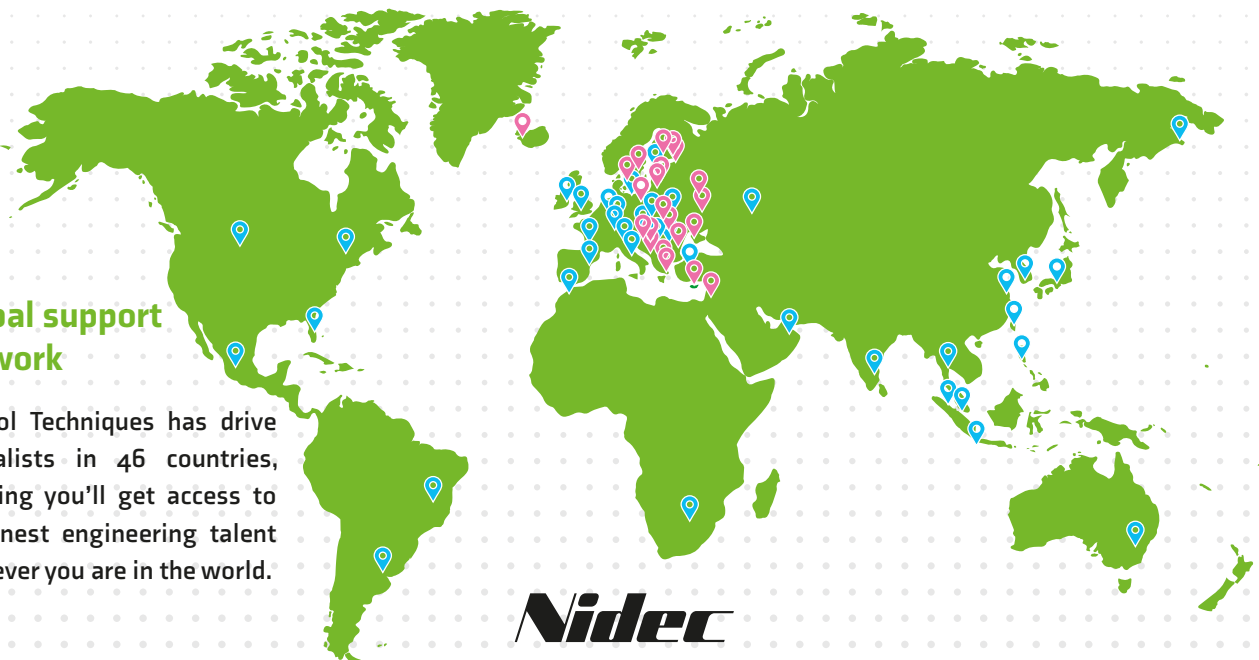 bal support
work
ol Techniques has drive
alists in 46 countries,
ing you'll get access to
nest engineering talent
ever you are in the world.
Nidec